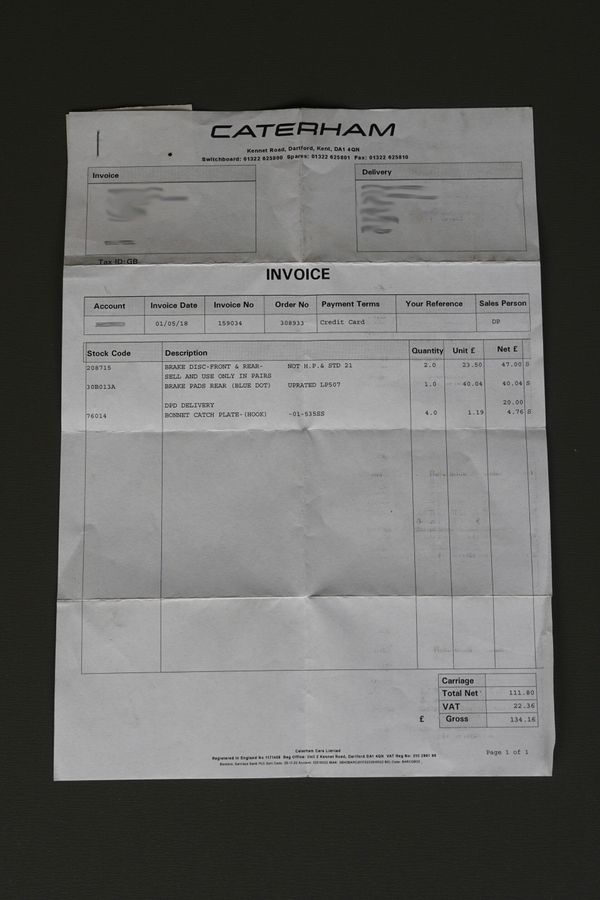 CATERHAM
Kennet Road, Dartford, Kent, DA1 4QN
Switchboard: 01322 625800 Spares: 01322 625801 Fax: 01322 625810
Invoice
Delivery
Tax ID-GB
INVOICE
Account Invoice Date Invoice No Order No Payment Terms Your Reference Sales Person
01/05/18 159034 308933 Credit Card DP
Stock Code Description Quantity Unit £ Net £
208715 BRAKE DISC-FRONT & REAR- NOT H.P.& STD 21 2.0 23.50 47.00 S
SELL AND USE ONLY IN PAIRS
30B013A BRAKE PADS REAR (BLUE DOT) UPRATED LP507 1.0 40.04 40.04 S
DPD DELIVERY 20.00
76014 BONNET CATCH PLATE-(HOOK) -01-535SS 4.0 1.19 4.76 S
Carriage
Total Net 111.80
VAT 22.36
£ Gross 134.16
Caterham Cars Limited
Page 1 of 1